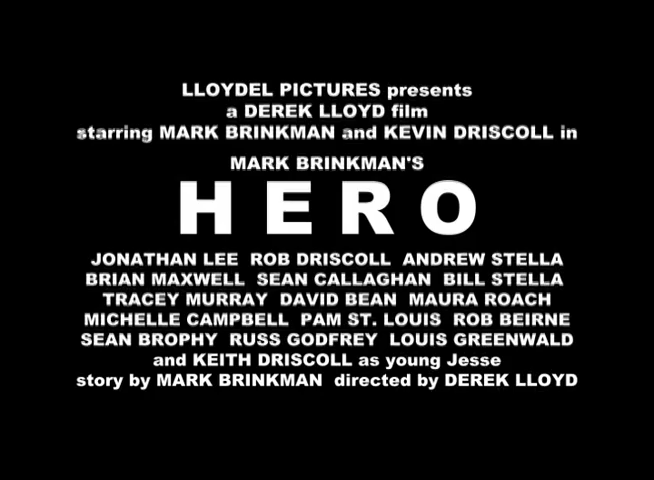 LLOYDEL PICTURES presents
a DEREK LLOYD film
starring MARK BRINKMAN and KEVIN DRISCOLL in
MARK BRINKMAN'S
HERO
JONATHAN LEE ROB DRISCOLL ANDREW STELLA
BRIAN MAXWELL SEAN CALLAGHAN BILL STELLA
TRACEY MURRAY DAVID BEAN MAURA ROACH
MICHELLE CAMPBELL PAM ST. LOUIS ROB BEIRNE
SEAN BROPHY RUSS GODFREY LOUIS GREENWALD
and KEITH DRISCOLL as young Jesse
story by MARK BRINKMAN directed by DEREK LLOYD